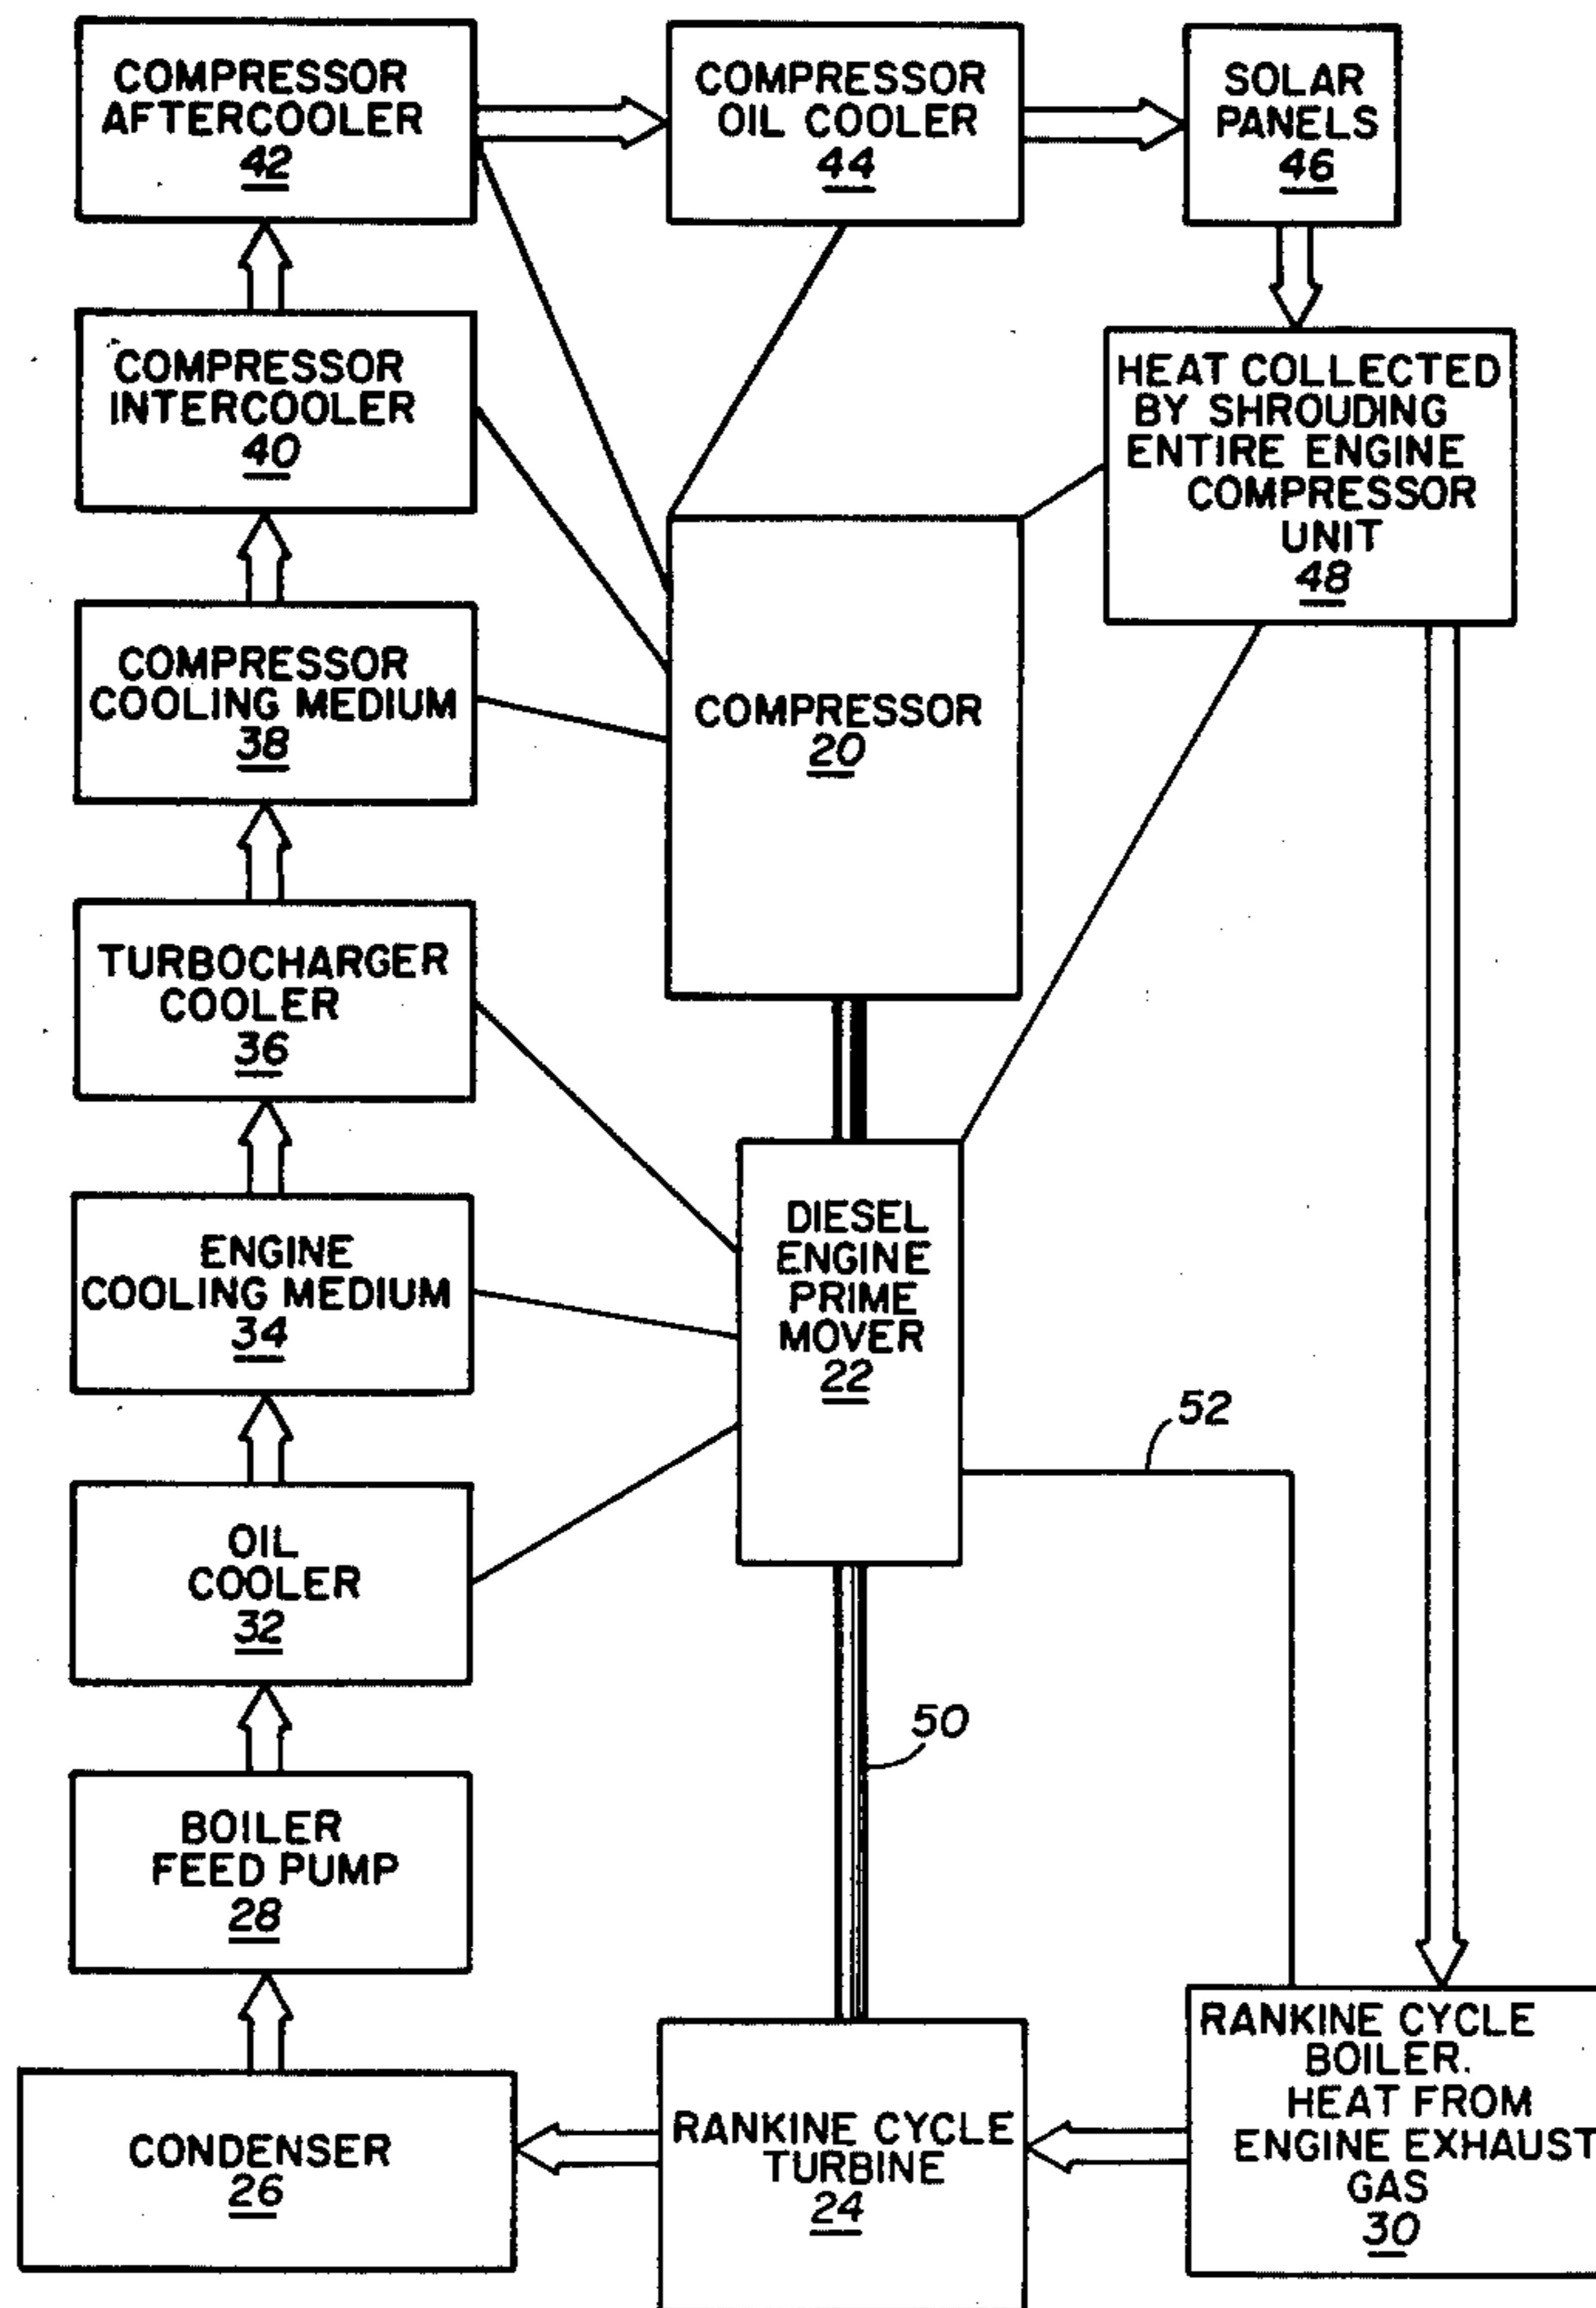 COMPRESSOR
AFTERCOOLER
42
COMPRESSOR
OIL COOLER
44
SOLAR
PANELS
46
COMPRESSOR
INTERCOOLER
40
HEAT COLLECTED
BY SHROUDING
ENTIRE ENGINE
COMPRESSOR
UNIT
48
COMPRESSOR
COOLING MEDIUM
38
COMPRESSOR
20
TURBOCHARGER
COOLER
36
ENGINE
COOLING MEDIUM
34
DIESEL
ENGINE
PRIME
MOVER
22
52
OIL
COOLER
32
50
BOILER
FEED PUMP
28
CONDENSER
26
RANKINE CYCLE
TURBINE
24
RANKINE CYCLE
BOILER.
HEAT FROM
ENGINE EXHAUST
GAS
30